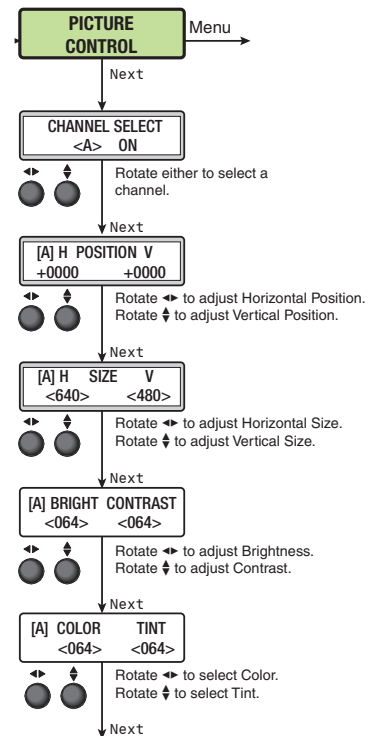 PICTURE
CONTROL
Menu
Next
CHANNEL SELECT
<A> ON
Rotate either to select a
channel.
Next
[A] H POSITION V
+0000 +0000
Rotate ◂▸ to adjust Horizontal Position.
Rotate ▴▾ to adjust Vertical Position.
Next
[A] H SIZE V
<640> <480>
Rotate ◂▸ to adjust Horizontal Size.
Rotate ▴▾ to adjust Vertical Size.
Next
[A] BRIGHT CONTRAST
<064> <064>
Rotate ◂▸ to adjust Brightness.
Rotate ▴▾ to adjust Contrast.
Next
[A] COLOR TINT
<064> <064>
Rotate ◂▸ to select Color.
Rotate ▴▾ to select Tint.
Next